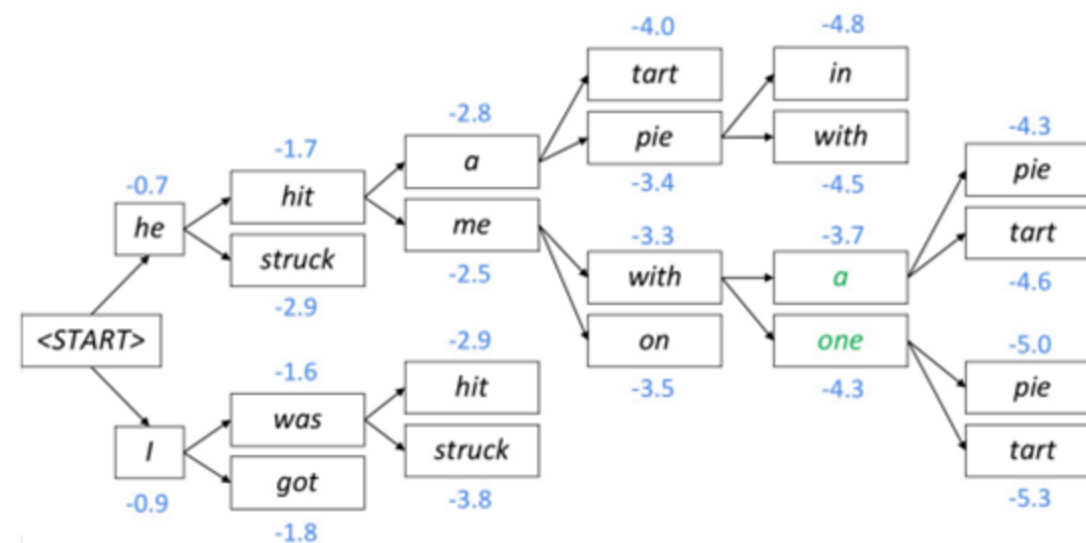 -4.0
-4.8
tart
in
-2.8
-4.3
-1.7
a
pie
with
pie
-0.7
hit
-3.4
-4.5
he
me
-3.3
-3.7
tart
struck
-2.5
with
a
-4.6
-2.9
<START>
-2.9
on
one
-5.0
-1.6
hit
-3.5
-4.3
pie
was
I
struck
tart
got
-0.9
-3.8
-5.3
-1.8